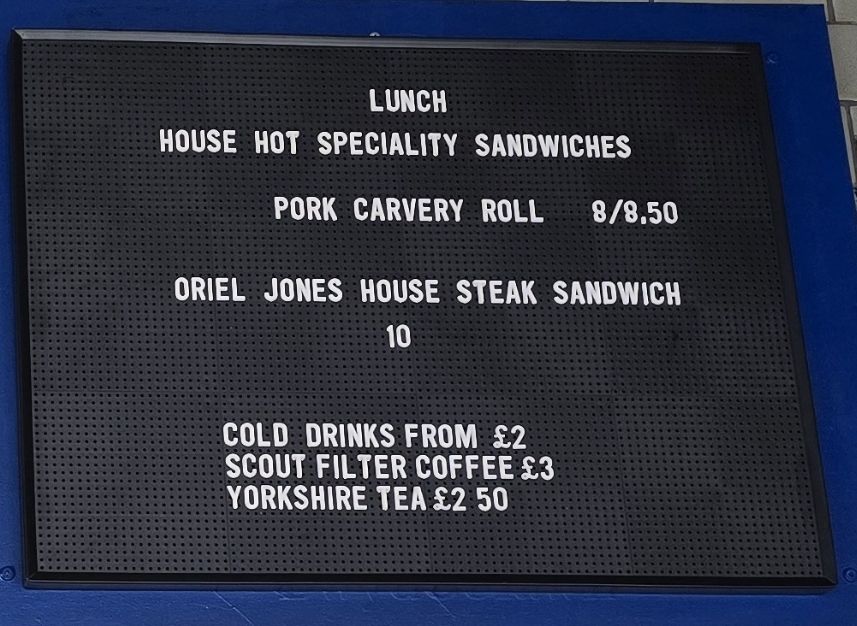 LUNCH
HOUSE HOT SPECIALITY SANDWICHES
PORK CARVERY ROLL 8/8.50
ORIEL JONES HOUSE STEAK SANDWICH
10
COLD DRINKS FROM £2
SCOUT FILTER COFFEE £3
YORKSHIRE TEA £2 50